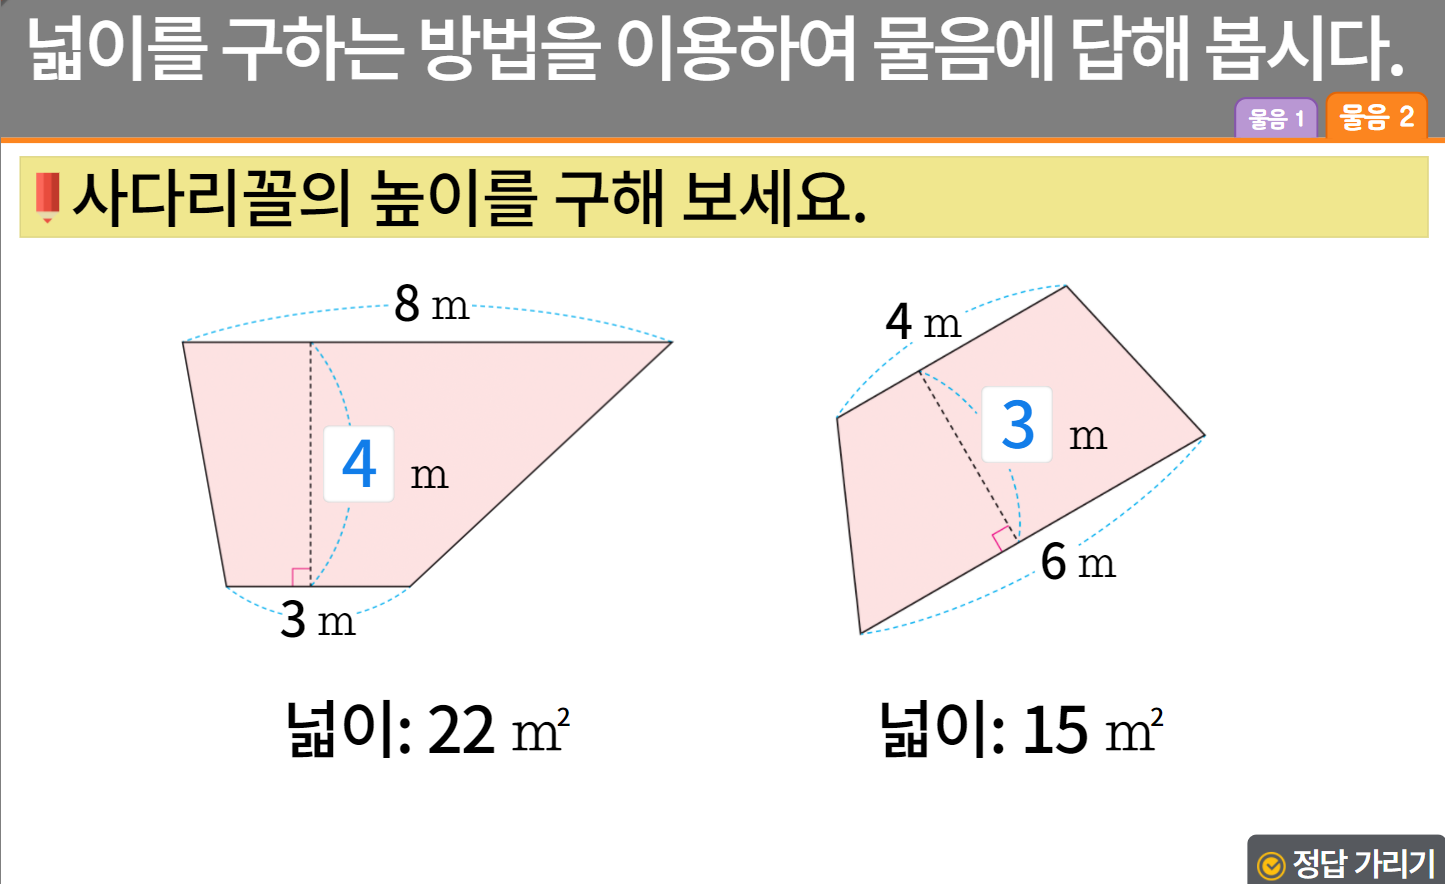 넓이를 구하는 방법을 이용하여 물음에 답해 봅시다.
물음 1 물음 2
사다리꼴의 높이를 구해 보세요.
8 m
4 m
3 m
넓이: 22 m²
4 m
3 m
6 m
넓이: 15 m²
정답 가리기